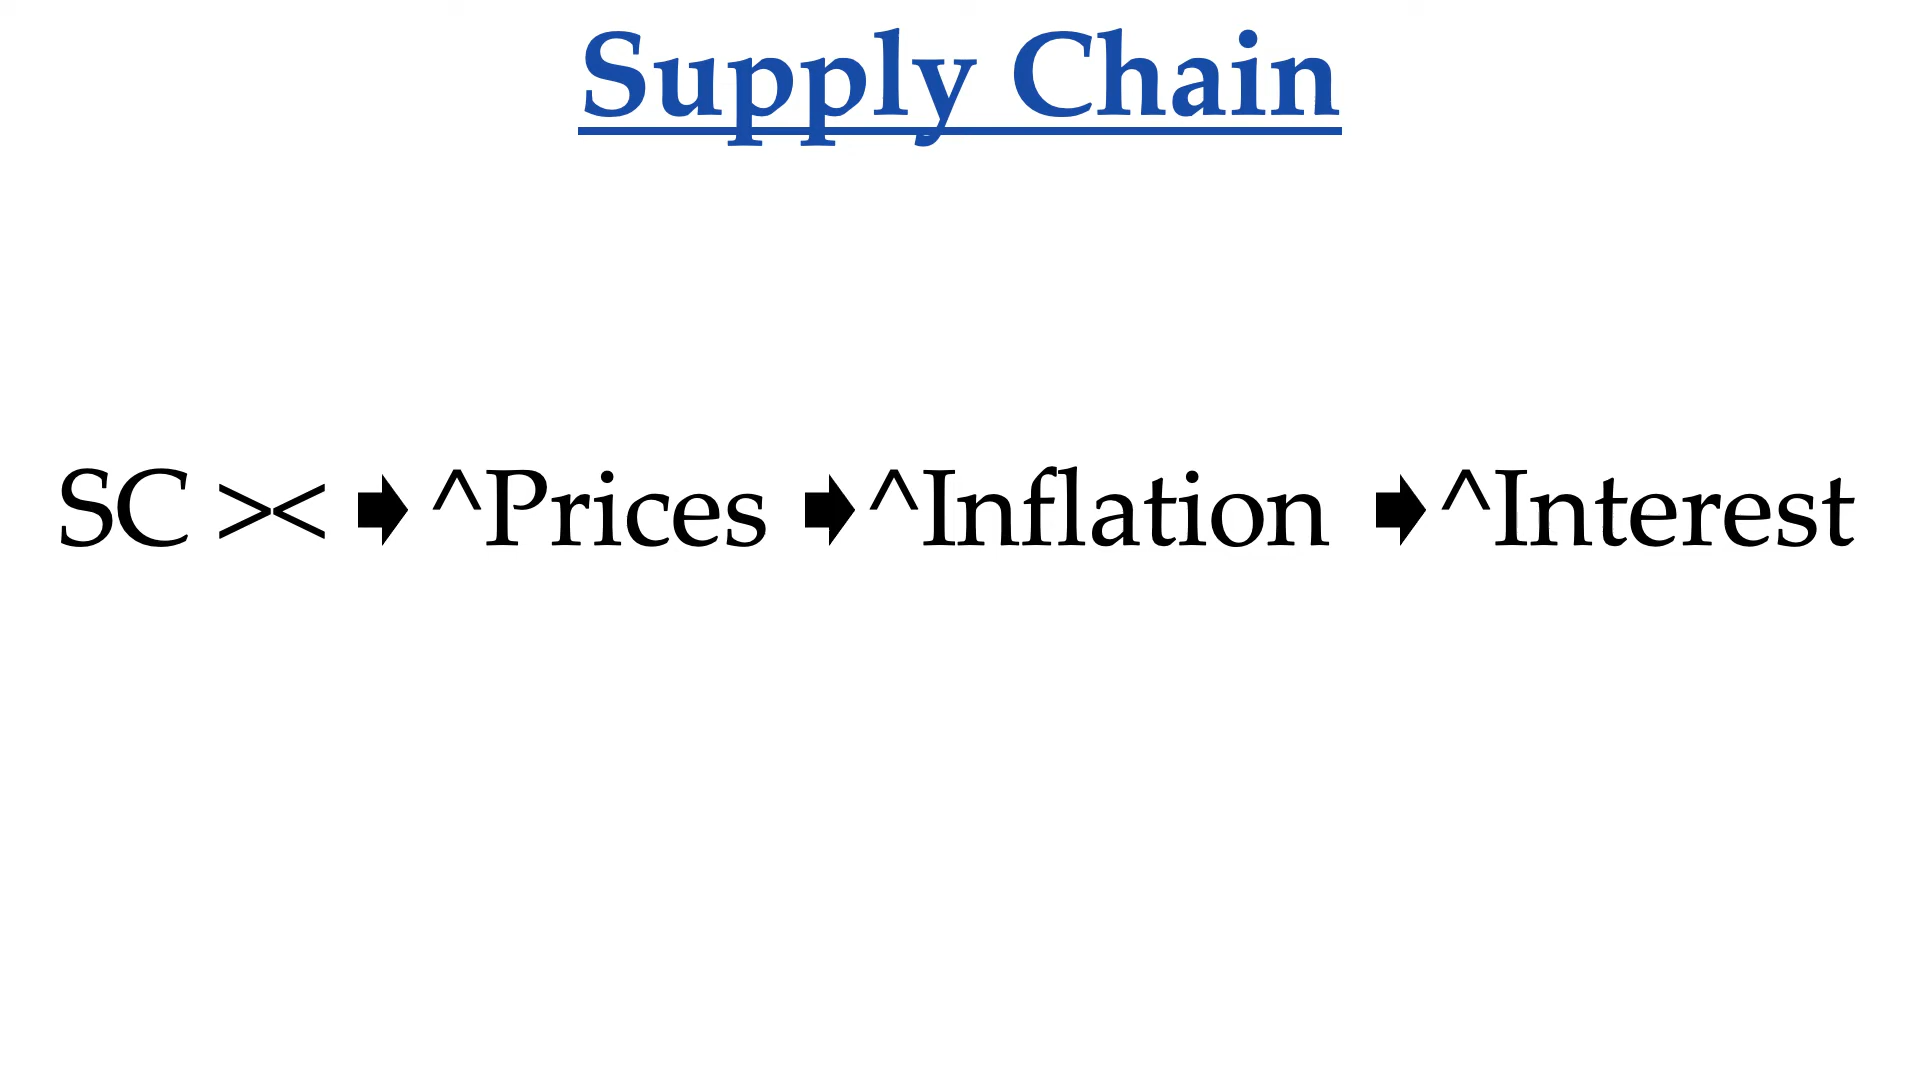 Supply Chain
SC >< 🡆 ^Prices 🡆 ^Inflation 🡆 ^Interest